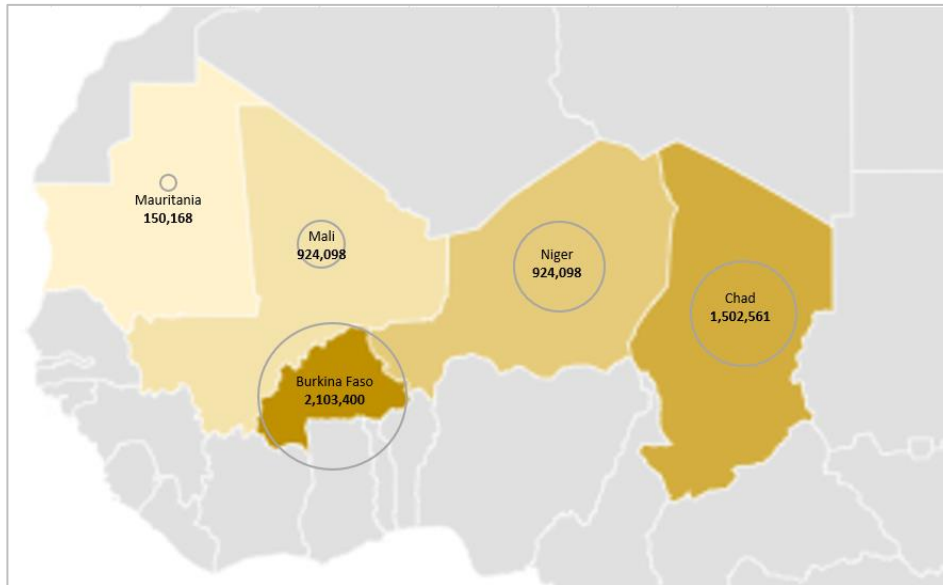 Mauritania
150,168
Mali
924,098
Niger
924,098
Chad
1,502,561
Burkina Faso
2,103,400